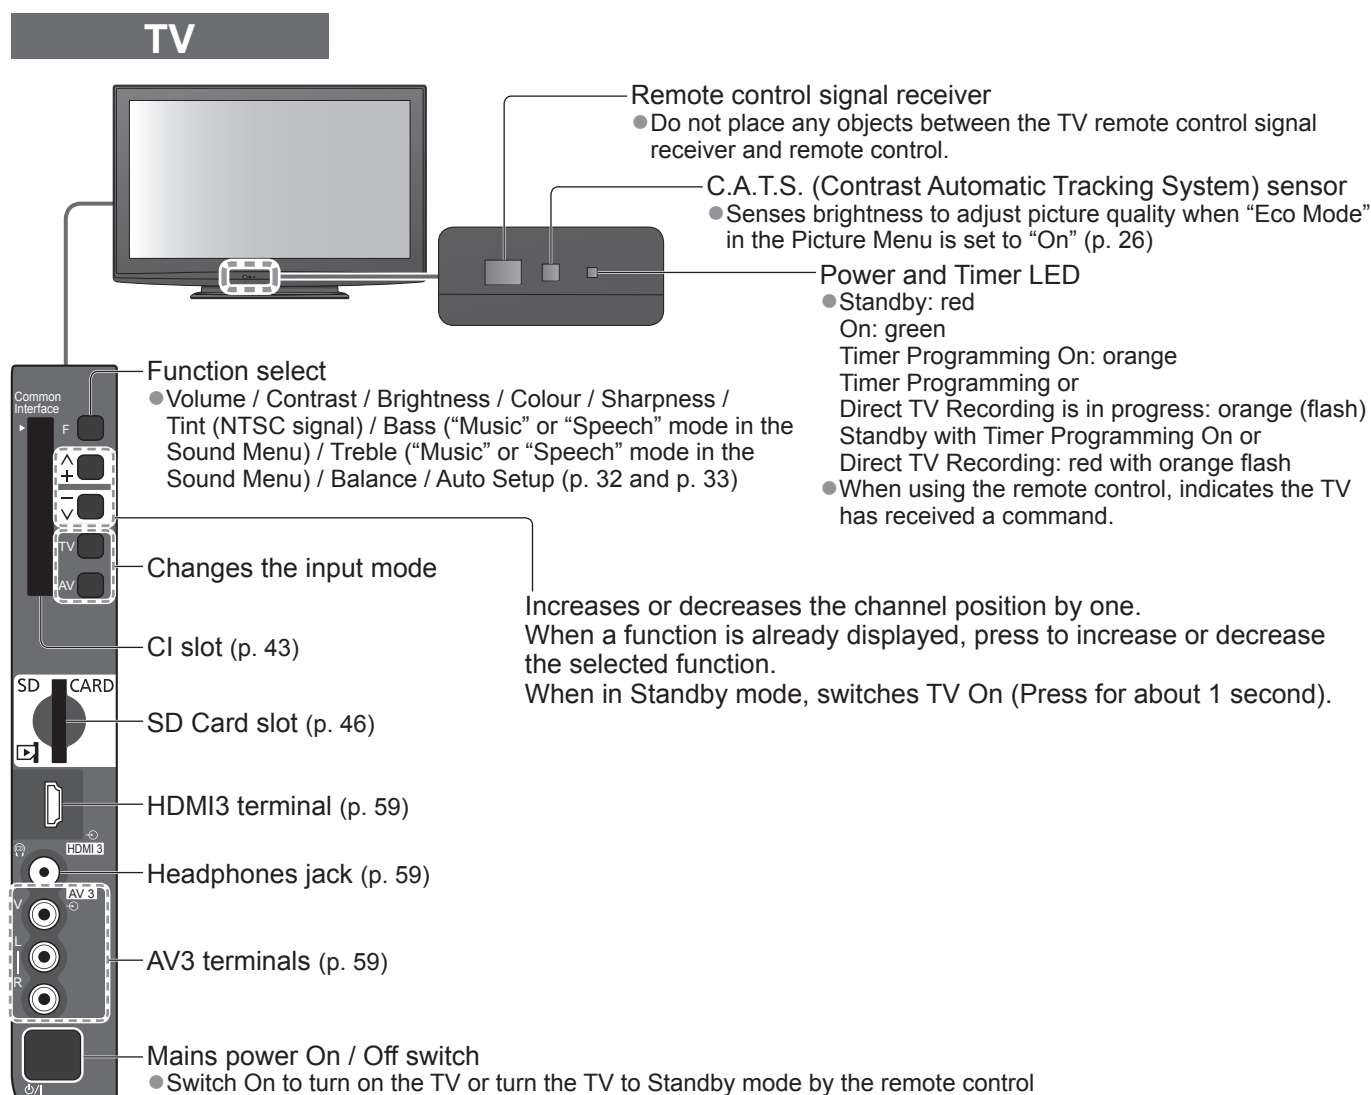 TV
Remote control signal receiver
●Do not place any objects between the TV remote control signal
receiver and remote control.
C.A.T.S. (Contrast Automatic Tracking System) sensor
●Senses brightness to adjust picture quality when “Eco Mode”
in the Picture Menu is set to “On” (p. 26)
Power and Timer LED
●Standby: red
On: green
Timer Programming On: orange
Timer Programming or
Direct TV Recording is in progress: orange (flash)
Standby with Timer Programming On or
Direct TV Recording: red with orange flash
●When using the remote control, indicates the TV
has received a command.
Function select
●Volume / Contrast / Brightness / Colour / Sharpness /
Tint (NTSC signal) / Bass (“Music” or “Speech” mode in the
Sound Menu) / Treble (“Music” or “Speech” mode in the
Sound Menu) / Balance / Auto Setup (p. 32 and p. 33)
Common
Interface
F
+
−
TV
AV
Changes the input mode
Increases or decreases the channel position by one.
When a function is already displayed, press to increase or decrease
the selected function.
When in Standby mode, switches TV On (Press for about 1 second).
CI slot (p. 43)
SD CARD
SD Card slot (p. 46)
HDMI3 terminal (p. 59)
HDMI 3
Headphones jack (p. 59)
AV 3
V
L
R
AV3 terminals (p. 59)
Mains power On / Off switch
●Switch On to turn on the TV or turn the TV to Standby mode by the remote control